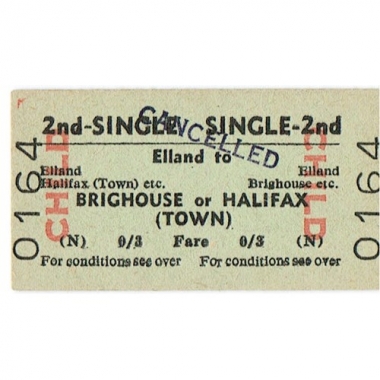 2nd-SINGLE SINGLE-2nd
CANCELLED
Elland to
Elland Elland
Halifax (Town) etc. Brighouse etc.
BRIGHOUSE or HALIFAX
(TOWN)
(N) 0/3 Fare 0/3 (N)
For conditions see over For conditions see over
CHILD CHILD
0164 0164